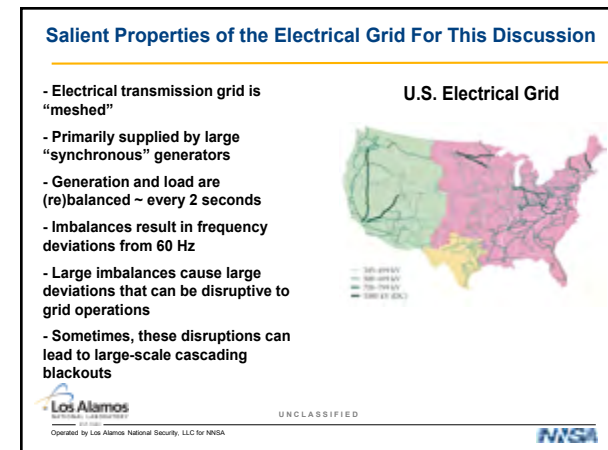 Salient Properties of the Electrical Grid For This Discussion
- Electrical transmission grid is
“meshed”
- Primarily supplied by large
“synchronous” generators
- Generation and load are
(re)balanced ~ every 2 seconds
- Imbalances result in frequency
deviations from 60 Hz
- Large imbalances cause large
deviations that can be disruptive to
grid operations
- Sometimes, these disruptions can
lead to large-scale cascading
blackouts
U.S. Electrical Grid
Los Alamos
NATIONAL LABORATORY
Operated by Los Alamos National Security, LLC for NNSA
UNCLASSIFIED
NNSA